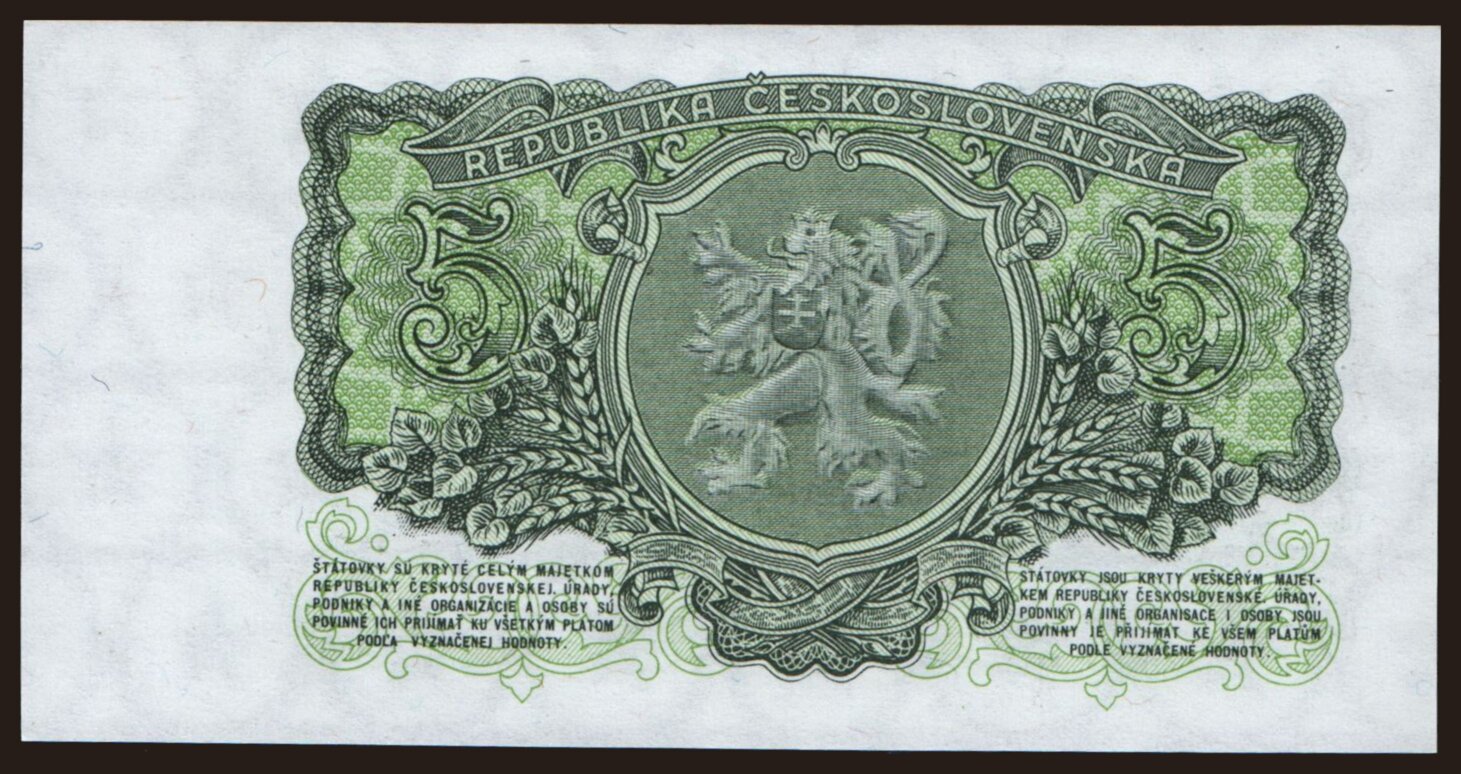 REPUBLIKA ČESKOSLOVENSKÁ
5
5
ŠTÁTOVKY SÚ KRYTÉ CELÝM MAJETKOM
REPUBLIKY ČESKOSLOVENSKEJ. ÚRADY,
PODNIKY A INÉ ORGANIZÁCIE A OSOBY SÚ
POVINNÉ ICH PRIJÍMAŤ KU VŠETKÝM PLATOM
PODĽA VYZNAČENEJ HODNOTY.
STÁTOVKY JSOU KRYTY VEŠKERÝM MAJET-
KEM REPUBLIKY ČESKOSLOVENSKÉ. ÚŘADY,
PODNIKY A JINÉ ORGANISACE I OSOBY JSOU
POVINNY JE PŘIJÍMAT KE VŠEM PLATŮM
PODLE VYZNAČENÉ HODNOTY.